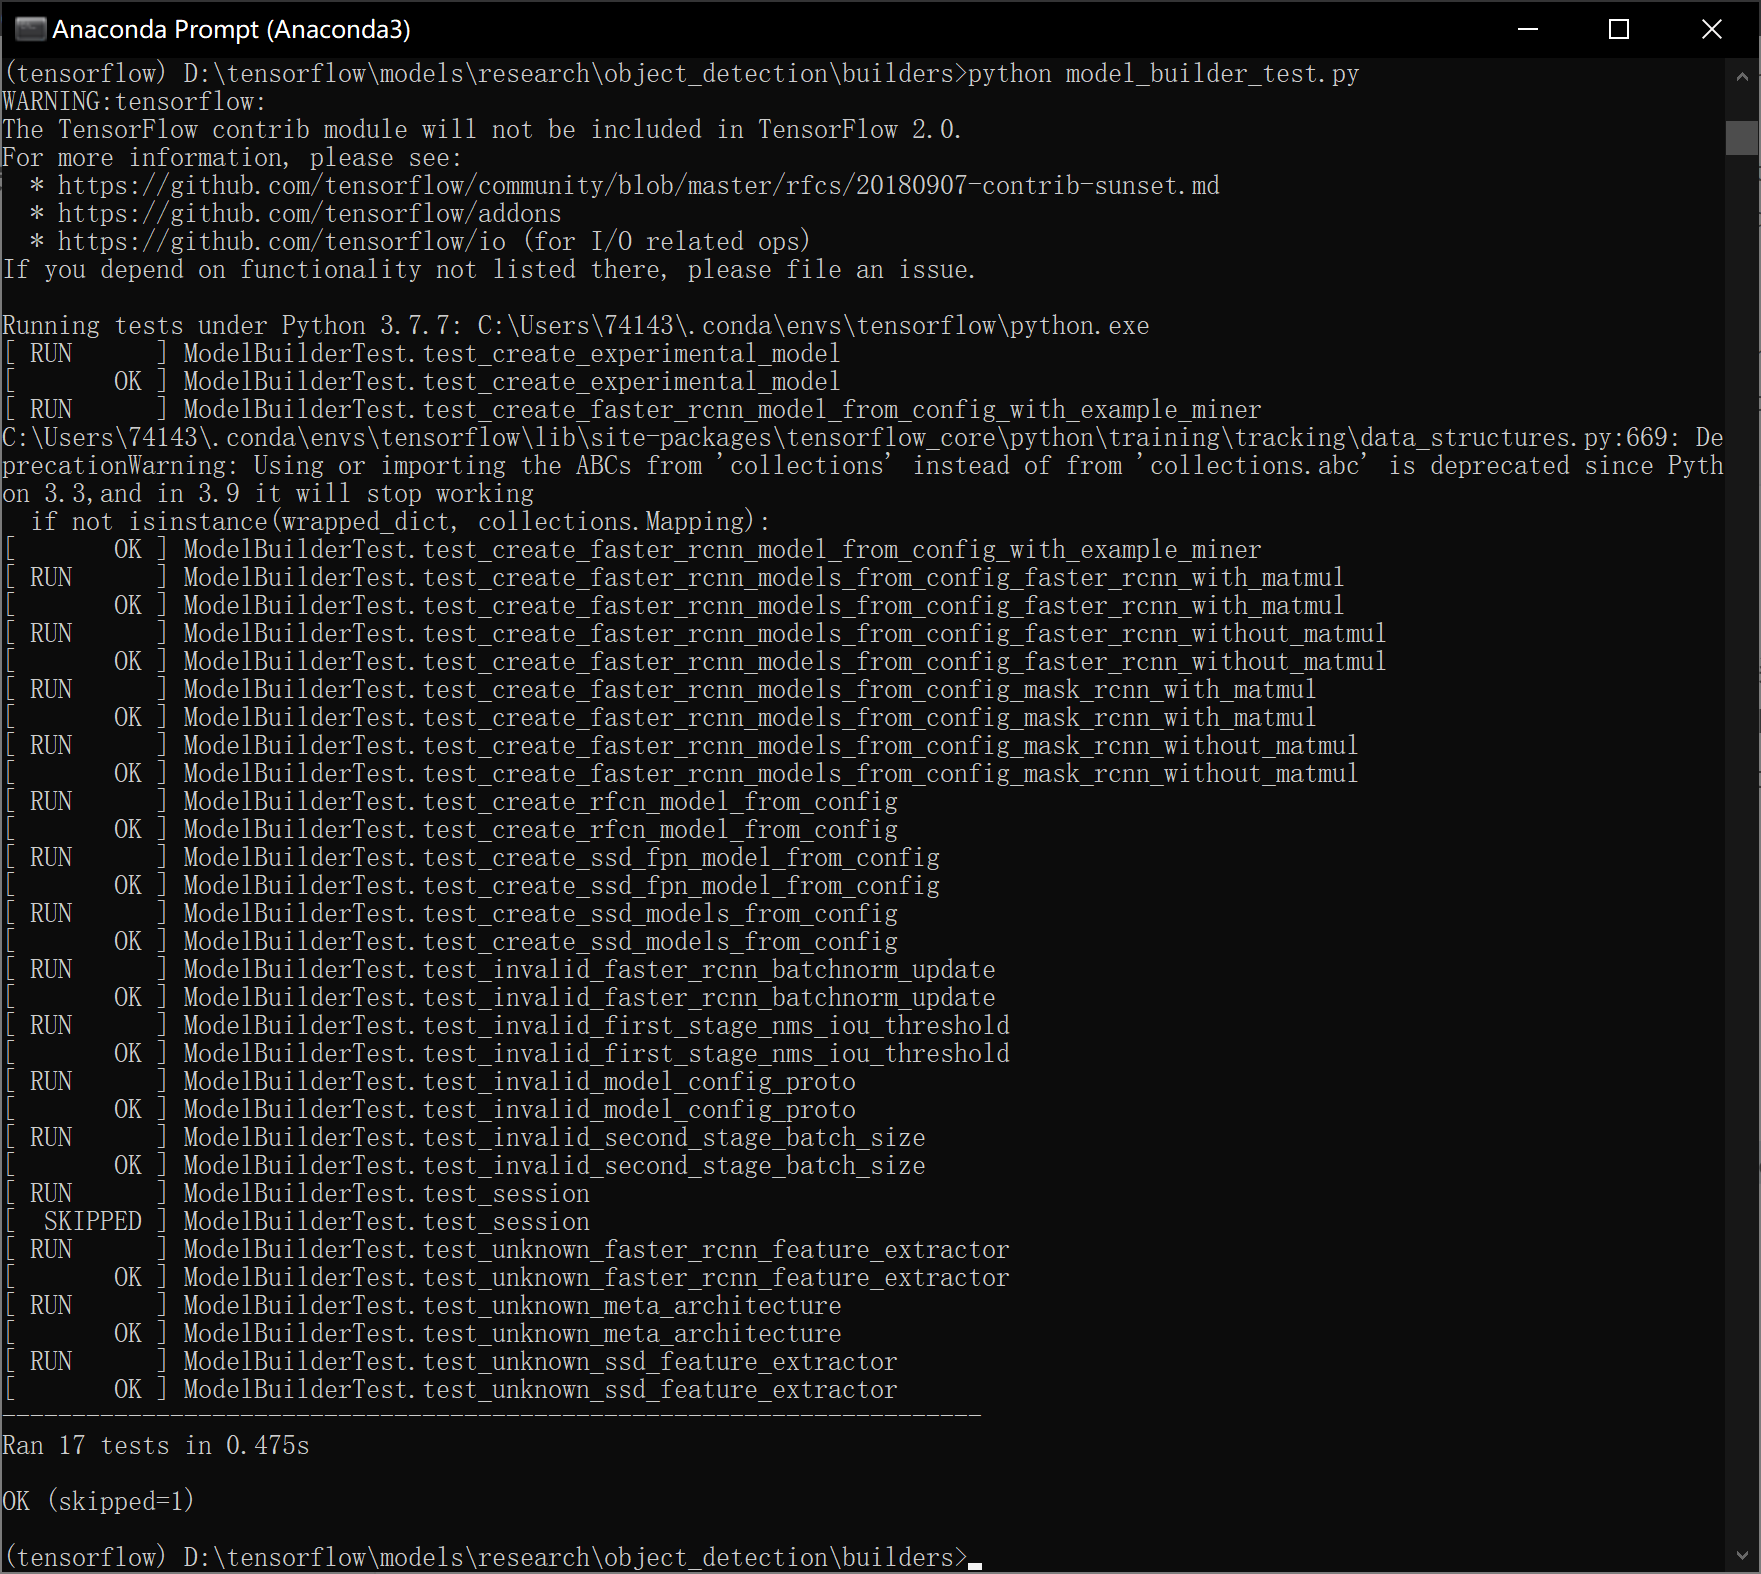 Anaconda Prompt (Anaconda3)
(tensorflow) D:\tensorflow\models\research\object_detection\builders>python model_builder_test.py
WARNING:tensorflow:
The TensorFlow contrib module will not be included in TensorFlow 2.0.
For more information, please see:
  * https://github.com/tensorflow/community/blob/master/rfcs/20180907-contrib-sunset.md
  * https://github.com/tensorflow/addons
  * https://github.com/tensorflow/io (for I/O related ops)
If you depend on functionality not listed there, please file an issue.

Running tests under Python 3.7.7: C:\Users\74143\.conda\envs\tensorflow\python.exe
[ RUN      ] ModelBuilderTest.test_create_experimental_model
[       OK ] ModelBuilderTest.test_create_experimental_model
[ RUN      ] ModelBuilderTest.test_create_faster_rcnn_model_from_config_with_example_miner
C:\Users\74143\.conda\envs\tensorflow\lib\site-packages\tensorflow_core\python\training\tracking\data_structures.py:669: De
precationWarning: Using or importing the ABCs from 'collections' instead of from 'collections.abc' is deprecated since Pyth
on 3.3,and in 3.9 it will stop working
  if not isinstance(wrapped_dict, collections.Mapping):
[       OK ] ModelBuilderTest.test_create_faster_rcnn_model_from_config_with_example_miner
[ RUN      ] ModelBuilderTest.test_create_faster_rcnn_models_from_config_faster_rcnn_with_matmul
[       OK ] ModelBuilderTest.test_create_faster_rcnn_models_from_config_faster_rcnn_with_matmul
[ RUN      ] ModelBuilderTest.test_create_faster_rcnn_models_from_config_faster_rcnn_without_matmul
[       OK ] ModelBuilderTest.test_create_faster_rcnn_models_from_config_faster_rcnn_without_matmul
[ RUN      ] ModelBuilderTest.test_create_faster_rcnn_models_from_config_mask_rcnn_with_matmul
[       OK ] ModelBuilderTest.test_create_faster_rcnn_models_from_config_mask_rcnn_with_matmul
[ RUN      ] ModelBuilderTest.test_create_faster_rcnn_models_from_config_mask_rcnn_without_matmul
[       OK ] ModelBuilderTest.test_create_faster_rcnn_models_from_config_mask_rcnn_without_matmul
[ RUN      ] ModelBuilderTest.test_create_rfcn_model_from_config
[       OK ] ModelBuilderTest.test_create_rfcn_model_from_config
[ RUN      ] ModelBuilderTest.test_create_ssd_fpn_model_from_config
[       OK ] ModelBuilderTest.test_create_ssd_fpn_model_from_config
[ RUN      ] ModelBuilderTest.test_create_ssd_models_from_config
[       OK ] ModelBuilderTest.test_create_ssd_models_from_config
[ RUN      ] ModelBuilderTest.test_invalid_faster_rcnn_batchnorm_update
[       OK ] ModelBuilderTest.test_invalid_faster_rcnn_batchnorm_update
[ RUN      ] ModelBuilderTest.test_invalid_first_stage_nms_iou_threshold
[       OK ] ModelBuilderTest.test_invalid_first_stage_nms_iou_threshold
[ RUN      ] ModelBuilderTest.test_invalid_model_config_proto
[       OK ] ModelBuilderTest.test_invalid_model_config_proto
[ RUN      ] ModelBuilderTest.test_invalid_second_stage_batch_size
[       OK ] ModelBuilderTest.test_invalid_second_stage_batch_size
[ RUN      ] ModelBuilderTest.test_session
[  SKIPPED ] ModelBuilderTest.test_session
[ RUN      ] ModelBuilderTest.test_unknown_faster_rcnn_feature_extractor
[       OK ] ModelBuilderTest.test_unknown_faster_rcnn_feature_extractor
[ RUN      ] ModelBuilderTest.test_unknown_meta_architecture
[       OK ] ModelBuilderTest.test_unknown_meta_architecture
[ RUN      ] ModelBuilderTest.test_unknown_ssd_feature_extractor
[       OK ] ModelBuilderTest.test_unknown_ssd_feature_extractor
----------------------------------------------------------------------
Ran 17 tests in 0.475s

OK (skipped=1)

(tensorflow) D:\tensorflow\models\research\object_detection\builders>